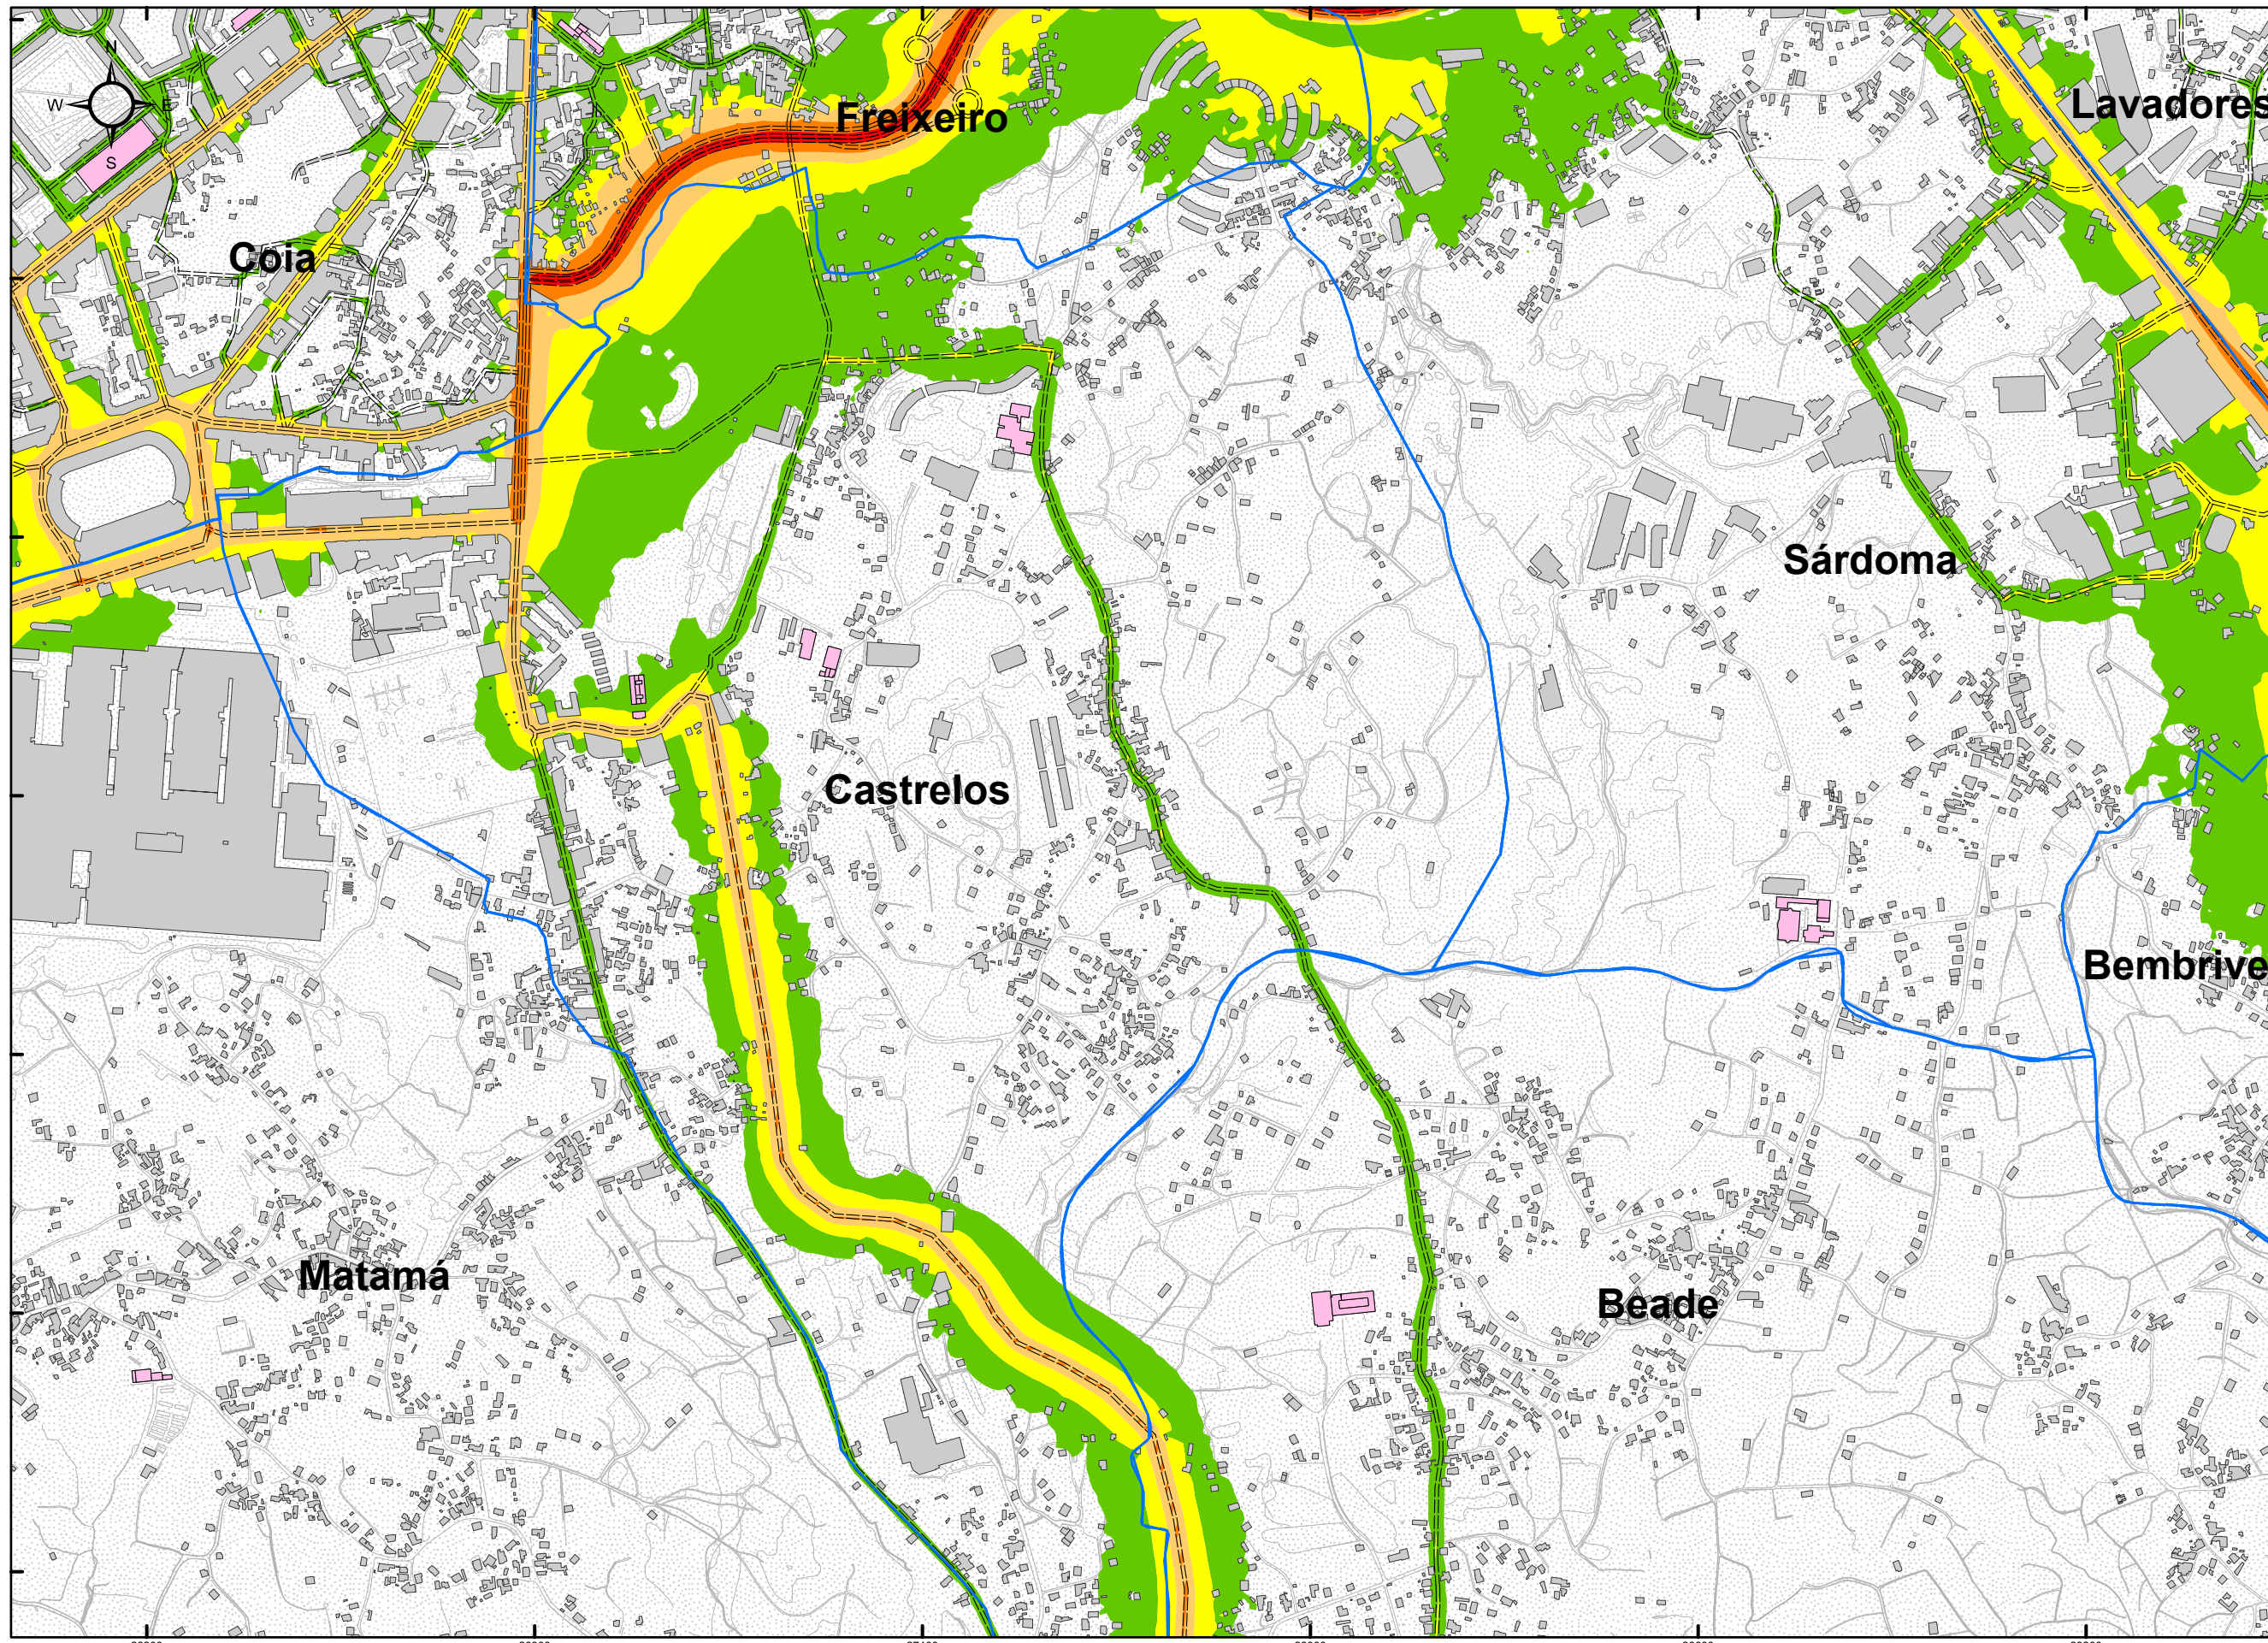 N
W E
S
Freixeiro
Lavadores
Coia
Sárdoma
Castrelos
Bembrive
Matamá
Beade